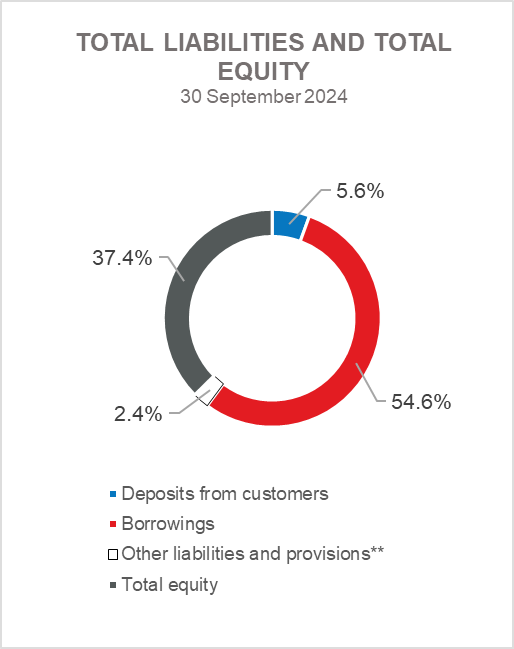 TOTAL LIABILITIES AND TOTAL
EQUITY
30 September 2024
5.6%
37.4%
54.6%
2.4%
Deposits from customers
Borrowings
Other liabilities and provisions**
Total equity